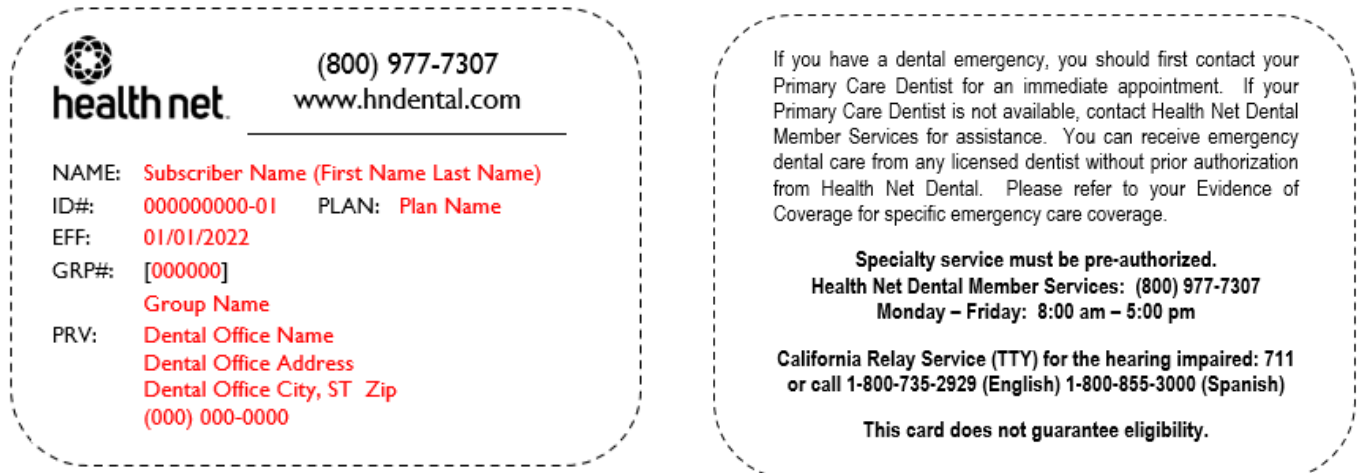 health net.
(800) 977-7307
www.hndental.com
NAME: Subscriber Name (First Name Last Name)
ID#: 000000000-01 PLAN: Plan Name
EFF: 01/01/2022
GRP#: [000000]
Group Name
PRV: Dental Office Name
Dental Office Address
Dental Office City, ST Zip
(000) 000-0000
If you have a dental emergency, you should first contact your
Primary Care Dentist for an immediate appointment. If your
Primary Care Dentist is not available, contact Health Net Dental
Member Services for assistance. You can receive emergency
dental care from any licensed dentist without prior authorization
from Health Net Dental. Please refer to your Evidence of
Coverage for specific emergency care coverage.
Specialty service must be pre-authorized.
Health Net Dental Member Services: (800) 977-7307
Monday – Friday: 8:00 am – 5:00 pm
California Relay Service (TTY) for the hearing impaired: 711
or call 1-800-735-2929 (English) 1-800-855-3000 (Spanish)
This card does not guarantee eligibility.